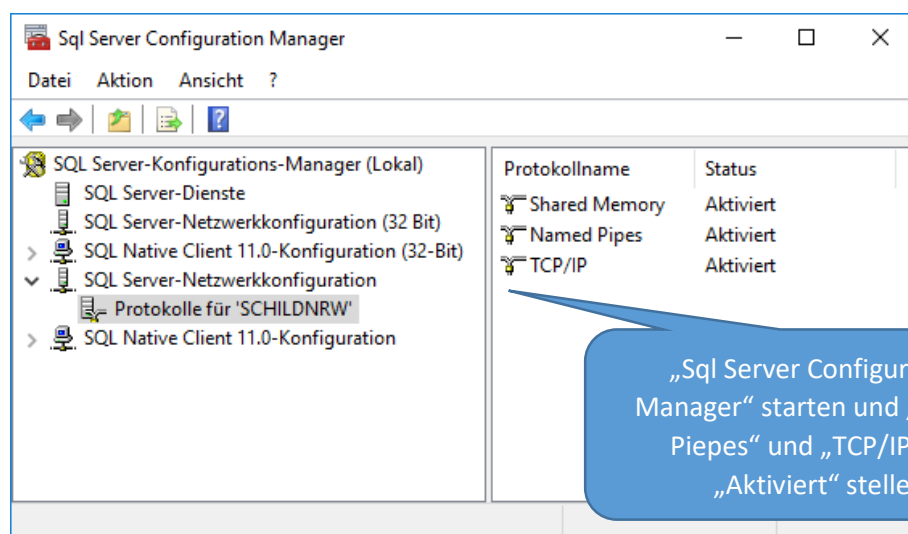 Sql Server Configuration Manager
Datei Aktion Ansicht ?
SQL Server-Konfigurations-Manager (Lokal)
SQL Server-Dienste
SQL Server-Netzwerkkonfiguration (32 Bit)
SQL Native Client 11.0-Konfiguration (32-Bit)
SQL Server-Netzwerkkonfiguration
Protokolle für 'SCHILDNRW'
SQL Native Client 11.0-Konfiguration
Protokollname Status
Shared Memory Aktiviert
Named Pipes Aktiviert
TCP/IP Aktiviert
„Sql Server Configur
Manager“ starten und „
Piepes“ und „TCP/IP
„Aktiviert“ stelle